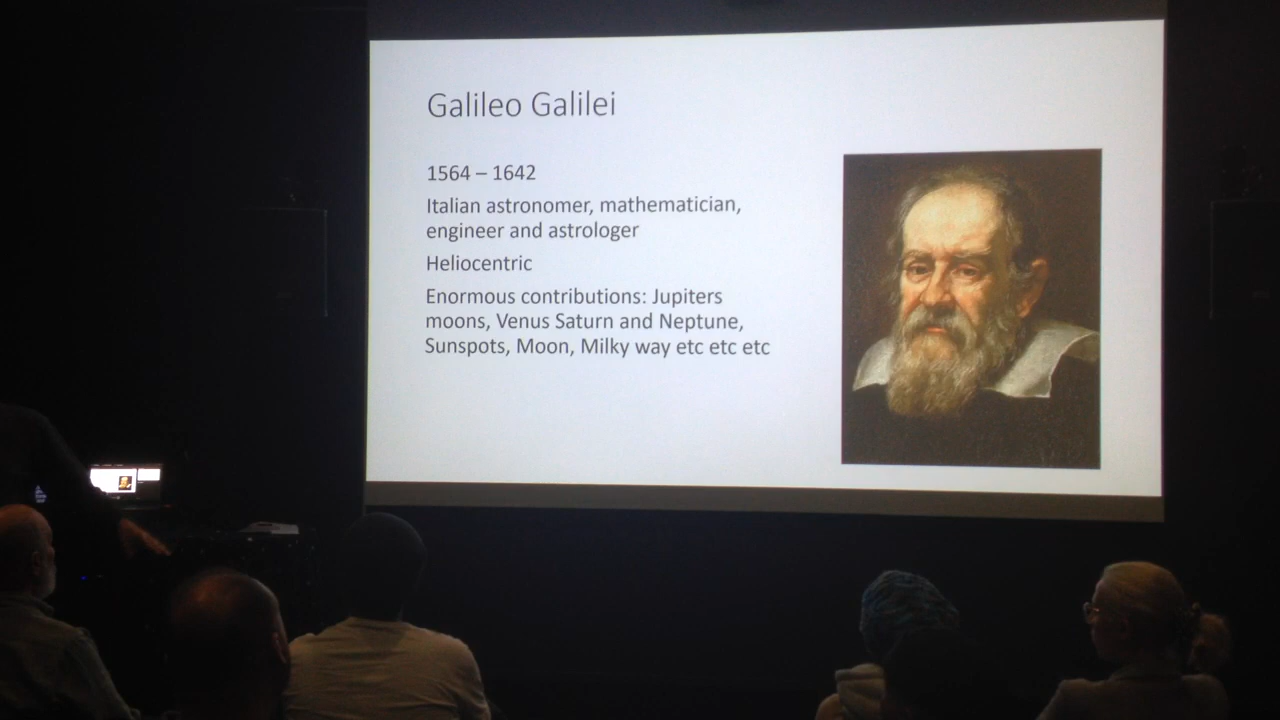 Galileo Galilei
1564 – 1642
Italian astronomer, mathematician,
engineer and astrologer
Heliocentric
Enormous contributions: Jupiters
moons, Venus Saturn and Neptune,
Sunspots, Moon, Milky way etc etc etc